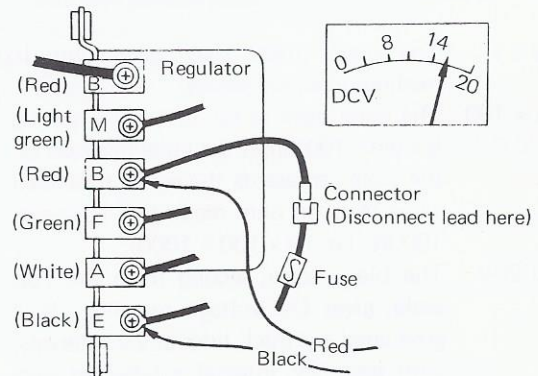 B
(Red)
Regulator
(Light
green)
M
(Red)
B
(Green)
F
(White)
A
(Black)
E
0 8 14 20
DCV
Connector
(Disconnect lead here)
Fuse
Red
Black